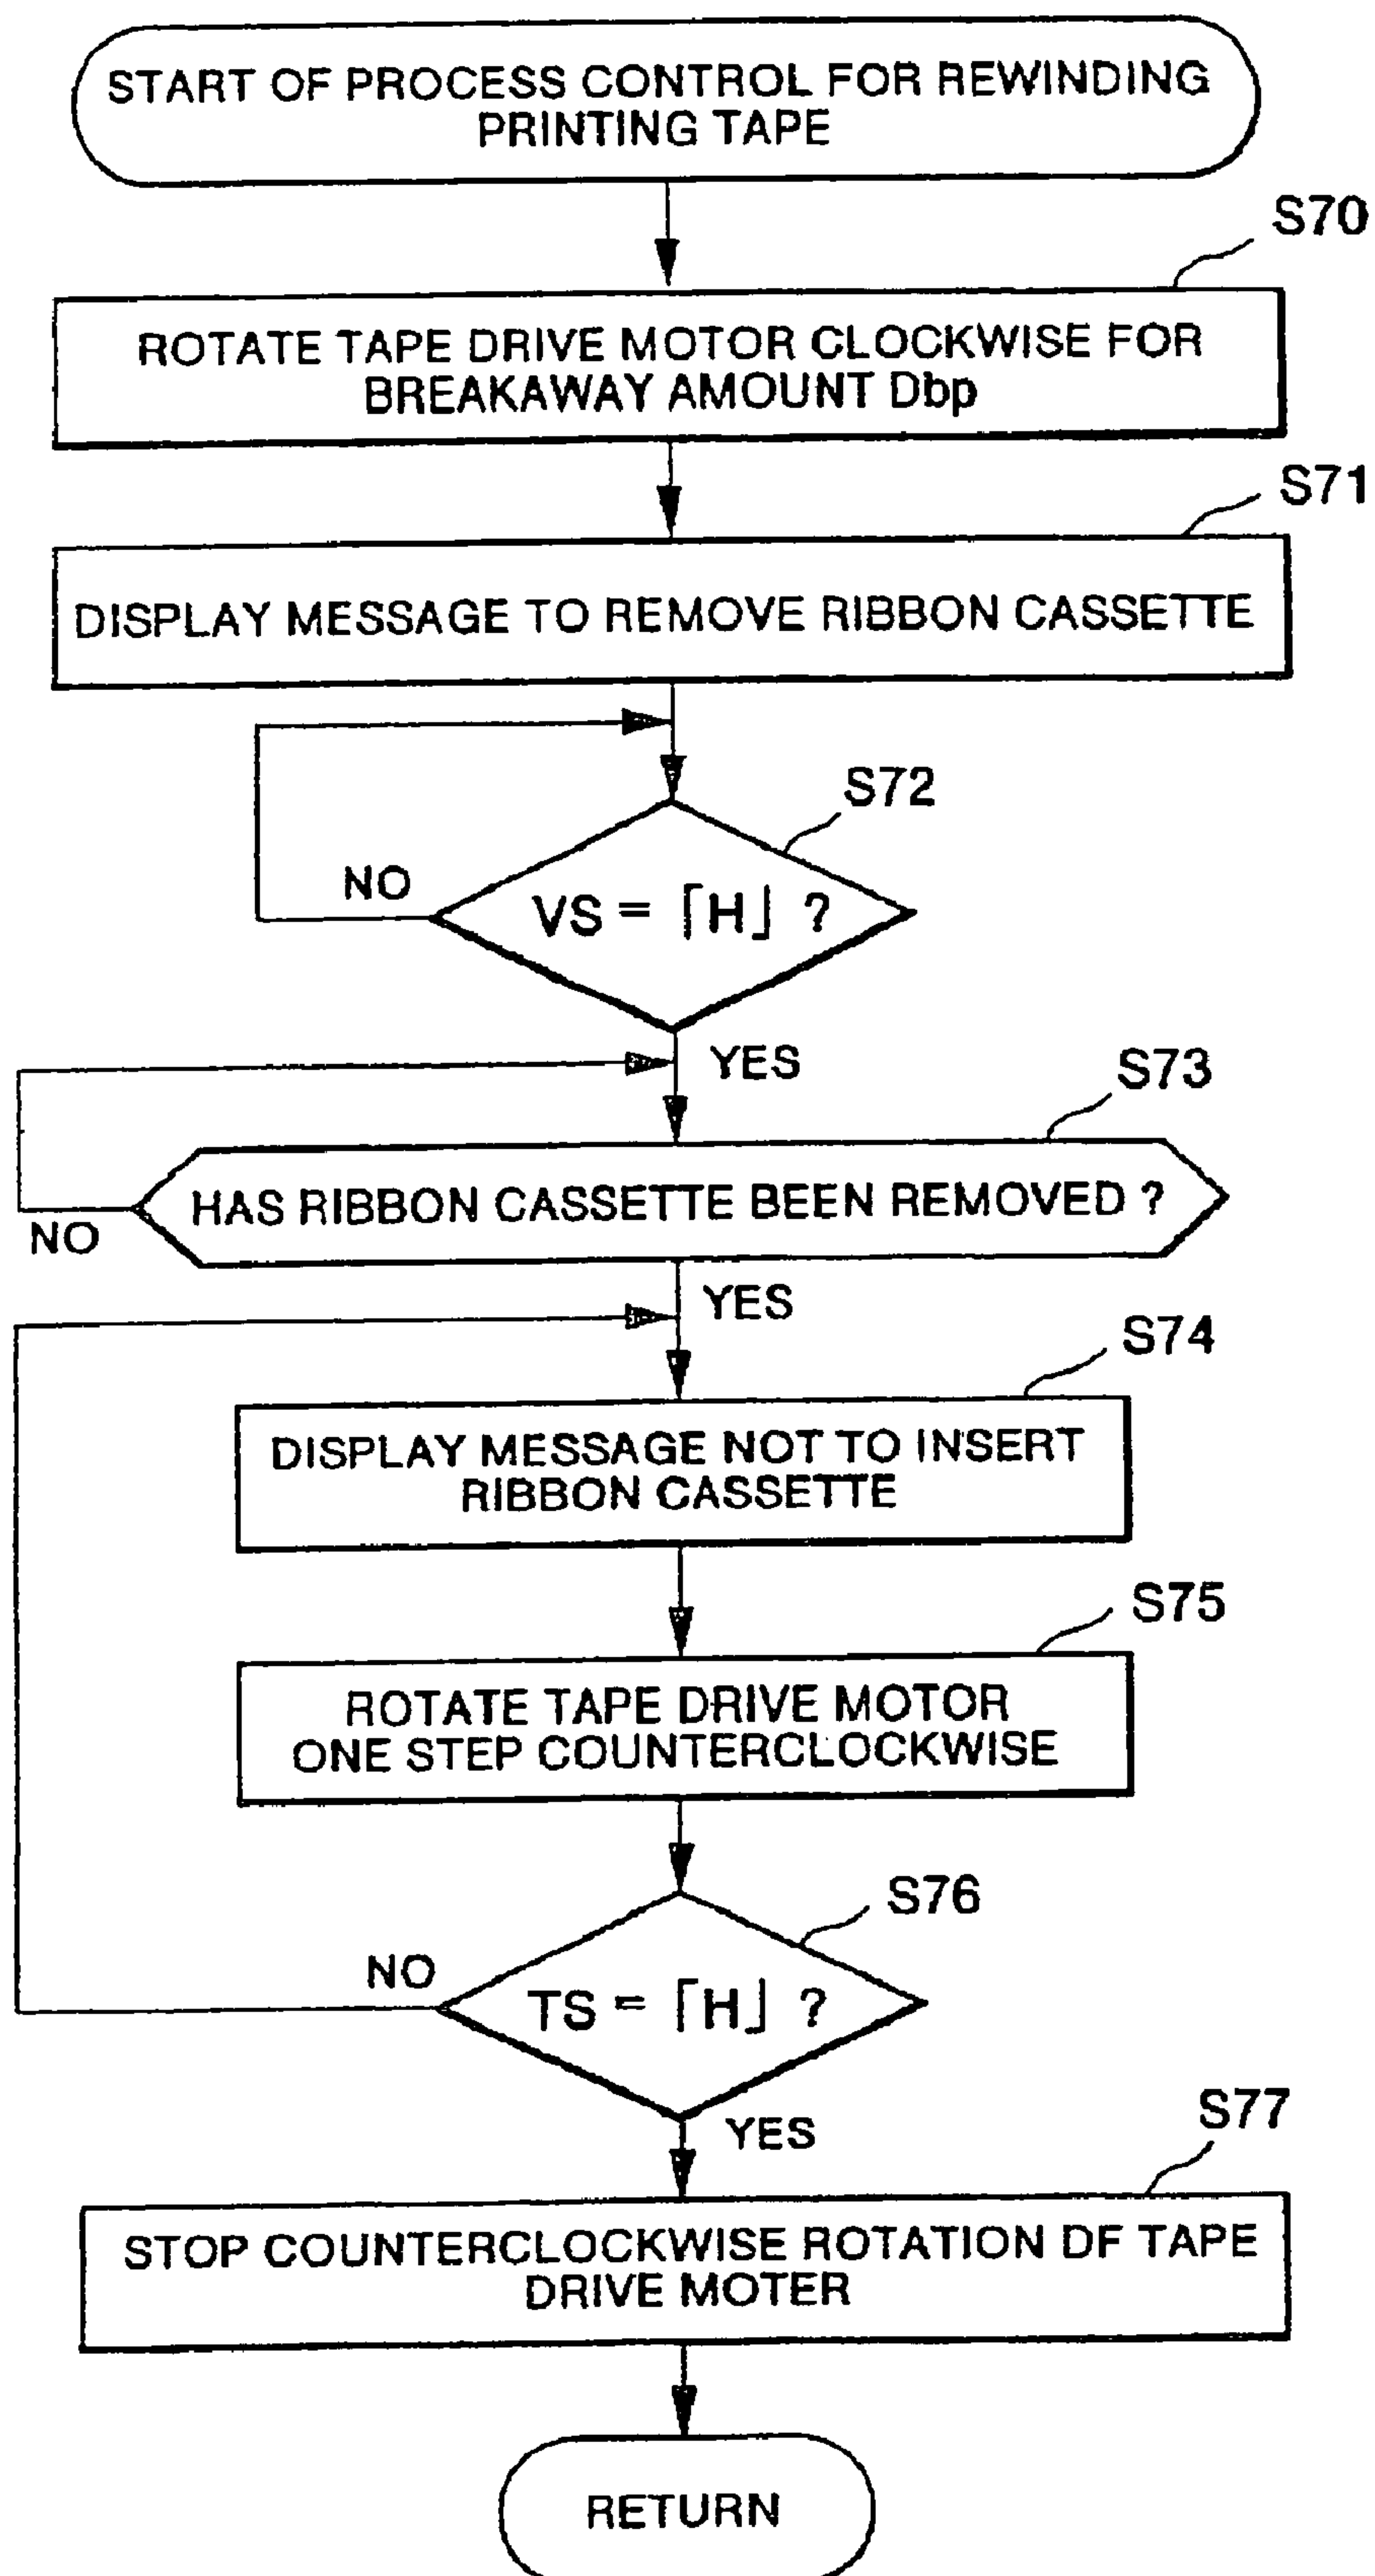 START OF PROCESS CONTROL FOR REWINDING
PRINTING TAPE
S70
ROTATE TAPE DRIVE MOTOR CLOCKWISE FOR
BREAKAWAY AMOUNT Dbp
S71
DISPLAY MESSAGE TO REMOVE RIBBON CASSETTE
S72
NO
VS = ⌈H⌋ ?
YES
S73
HAS RIBBON CASSETTE BEEN REMOVED ?
NO
YES
S74
DISPLAY MESSAGE NOT TO INSERT
RIBBON CASSETTE
S75
ROTATE TAPE DRIVE MOTOR
ONE STEP COUNTERCLOCKWISE
S76
NO
TS = ⌈H⌋ ?
YES
S77
STOP COUNTERCLOCKWISE ROTATION DF TAPE
DRIVE MOTER
RETURN